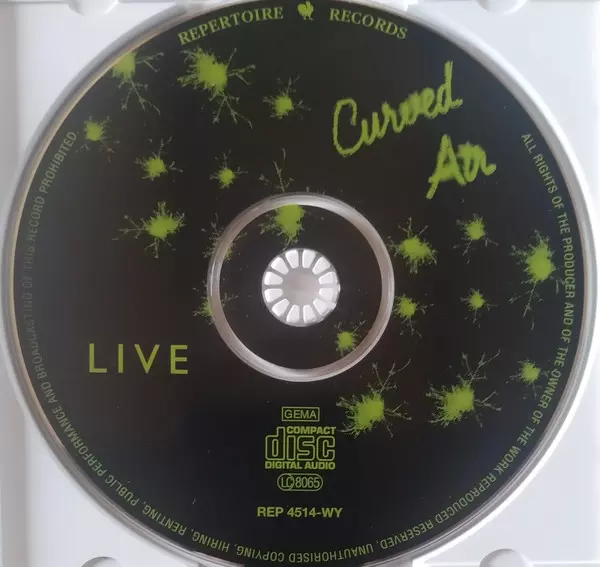 REPERTOIRE RECORDS
Curved
Air
LIVE
GEMA
COMPACT
disc
DIGITAL AUDIO
LC 8065
REP 4514-WY
ALL RIGHTS OF THE PRODUCER AND OF THE OWNER OF THE WORK REPRODUCED RESERVED. UNAUTHORISED COPYING, HIRING, RENTING, PUBLIC PERFORMANCE AND BROADCASTING OF THIS RECORD PROHIBITED